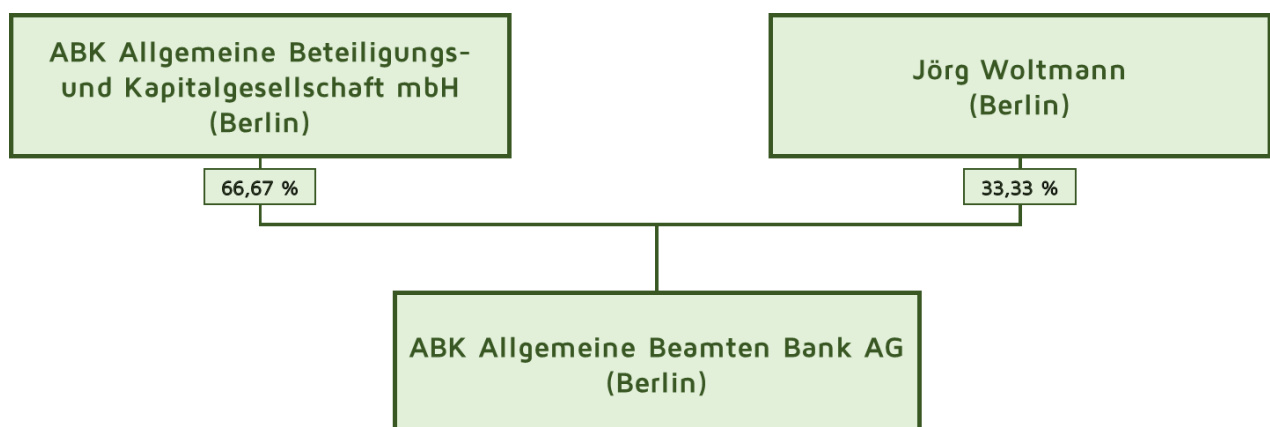 ABK Allgemeine Beteiligungs-
und Kapitalgesellschaft mbH
(Berlin)
Jörg Woltmann
(Berlin)
66,67 %
33,33 %
ABK Allgemeine Beamten Bank AG
(Berlin)